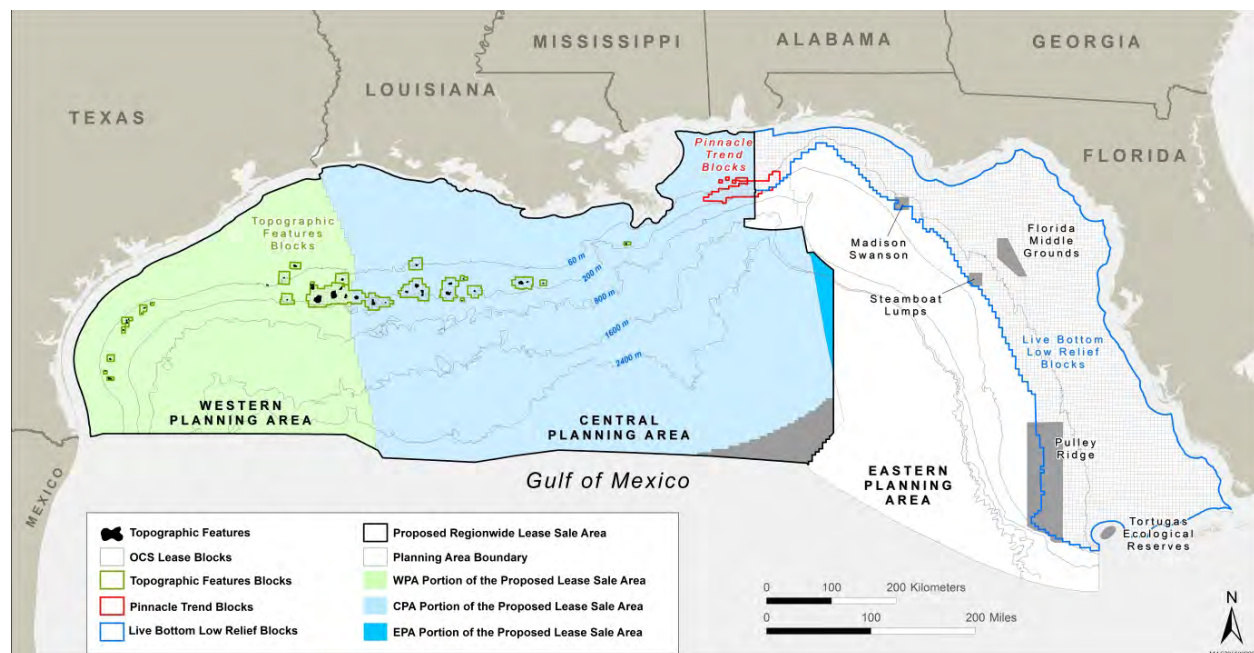 MISSISSIPPI
ALABAMA
GEORGIA
LOUISIANA
TEXAS
FLORIDA
MEXICO
Pinnacle
Trend
Blocks
Topographic
Features
Blocks
60 m
200 m
800 m
1600 m
2400 m
Madison
Swanson
Florida
Middle
Grounds
Steamboat
Lumps
Live Bottom
Low Relief
Blocks
WESTERN
PLANNING AREA
CENTRAL
PLANNING AREA
Gulf of Mexico
EASTERN
PLANNING
AREA
Pulley
Ridge
Tortugas
Ecological
Reserves
Topographic Features
OCS Lease Blocks
Topographic Features Blocks
Pinnacle Trend Blocks
Live Bottom Low Relief Blocks
Proposed Regionwide Lease Sale Area
Planning Area Boundary
WPA Portion of the Proposed Lease Sale Area
CPA Portion of the Proposed Lease Sale Area
EPA Portion of the Proposed Lease Sale Area
0 100 200 Kilometers
0 100 200 Miles
N